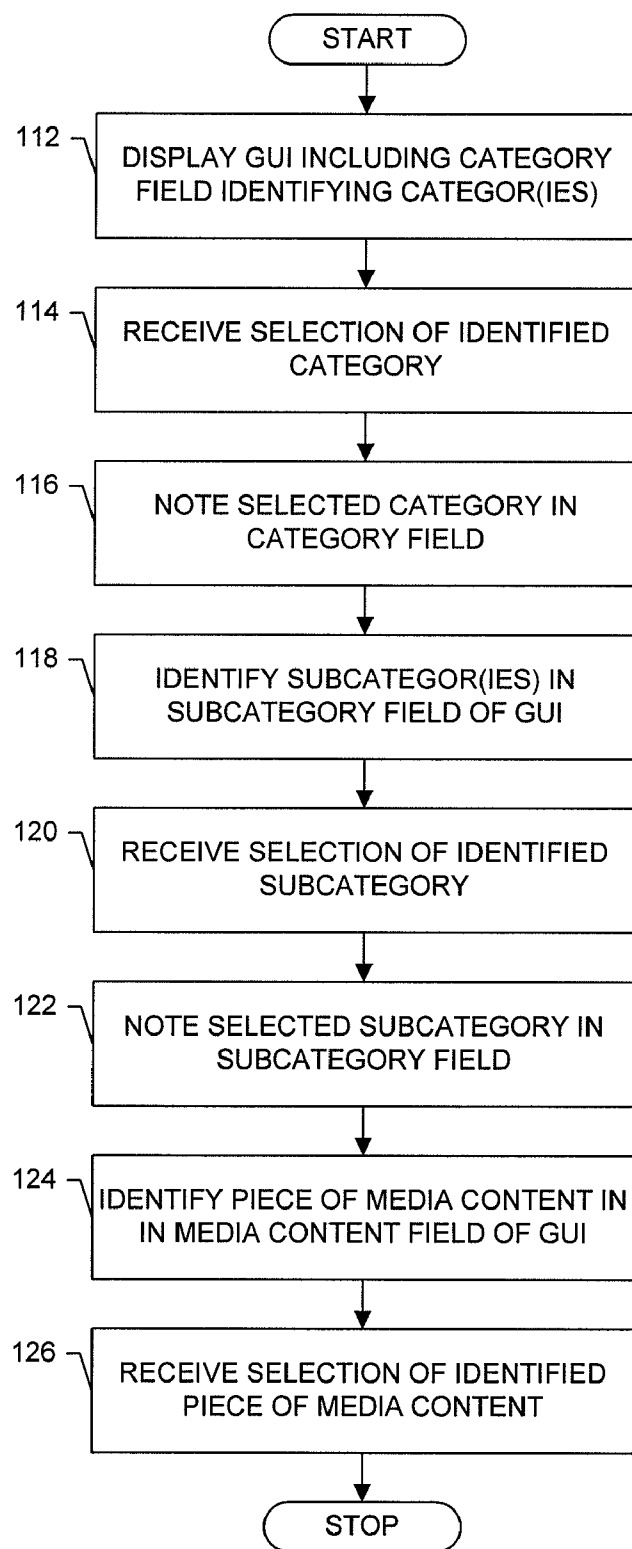 START
112
DISPLAY GUI INCLUDING CATEGORY
FIELD IDENTIFYING CATEGOR(IES)
114
RECEIVE SELECTION OF IDENTIFIED
CATEGORY
116
NOTE SELECTED CATEGORY IN
CATEGORY FIELD
118
IDENTIFY SUBCATEGOR(IES) IN
SUBCATEGORY FIELD OF GUI
120
RECEIVE SELECTION OF IDENTIFIED
SUBCATEGORY
122
NOTE SELECTED SUBCATEGORY IN
SUBCATEGORY FIELD
124
IDENTIFY PIECE OF MEDIA CONTENT IN
IN MEDIA CONTENT FIELD OF GUI
126
RECEIVE SELECTION OF IDENTIFIED
PIECE OF MEDIA CONTENT
STOP